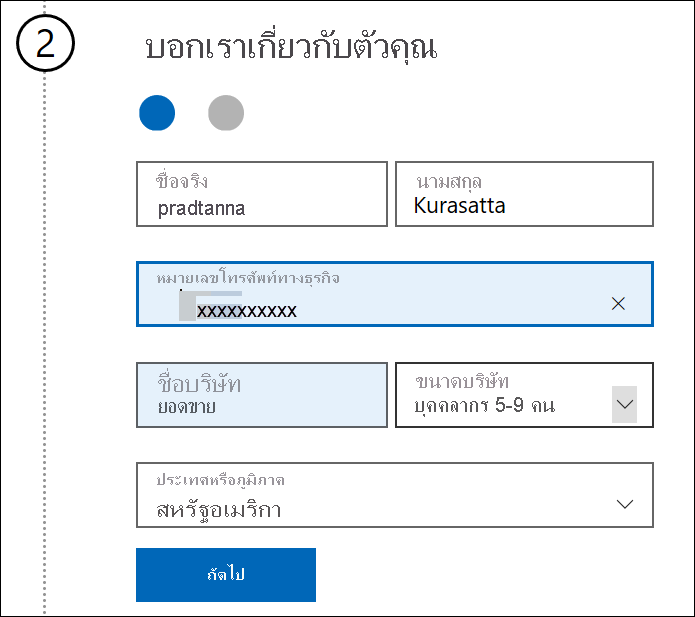 2
บอกเราเกี่ยวกับตัวคุณ
ชื่อจริง
pradtanna
นามสกุล
Kurasatta
หมายเลขโทรศัพท์ทางธุรกิจ
xxxxxxxxxx
ชื่อบริษัท
ยอดขาย
ขนาดบริษัท
บุคคลากร 5-9 คน
ประเทศหรือภูมิภาค
สหรัฐอเมริกา
ถัดไป